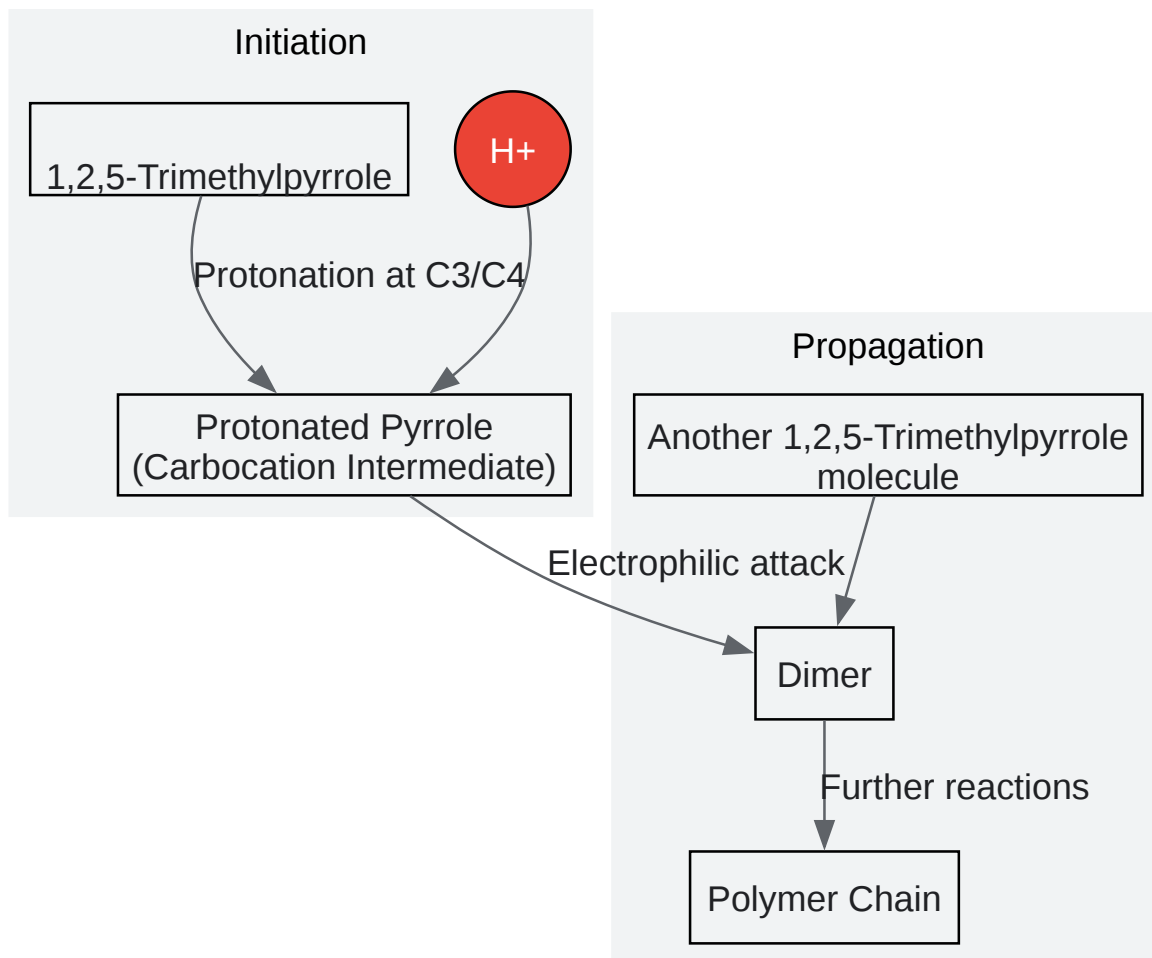 Initiation
1,2,5-Trimethylpyrrole
H+
Protonation at C3/C4
Protonated Pyrrole
(Carbocation Intermediate)
Propagation
Another 1,2,5-Trimethylpyrrole
molecule
Electrophilic attack
Dimer
Further reactions
Polymer Chain